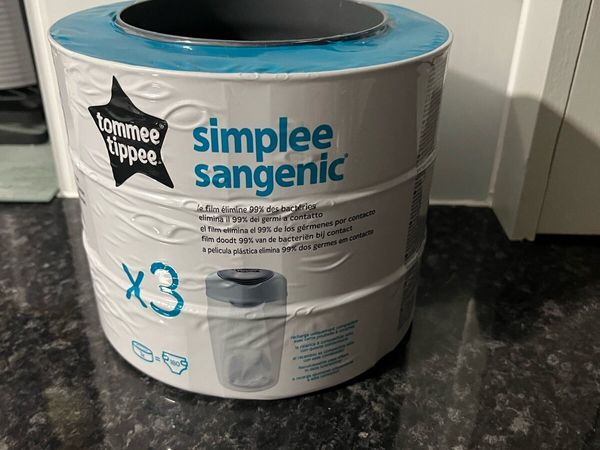 tommee
tippee
simplee
sangenic
le film élimine 99% des bactéries
elimina il 99% dei germi a contatto
el film elimina el 99% de los gérmenes por contacto
film doodt 99% van de bacteriën bij contact
a película plástica elimina 99% dos germes em contacto
x3
= 180